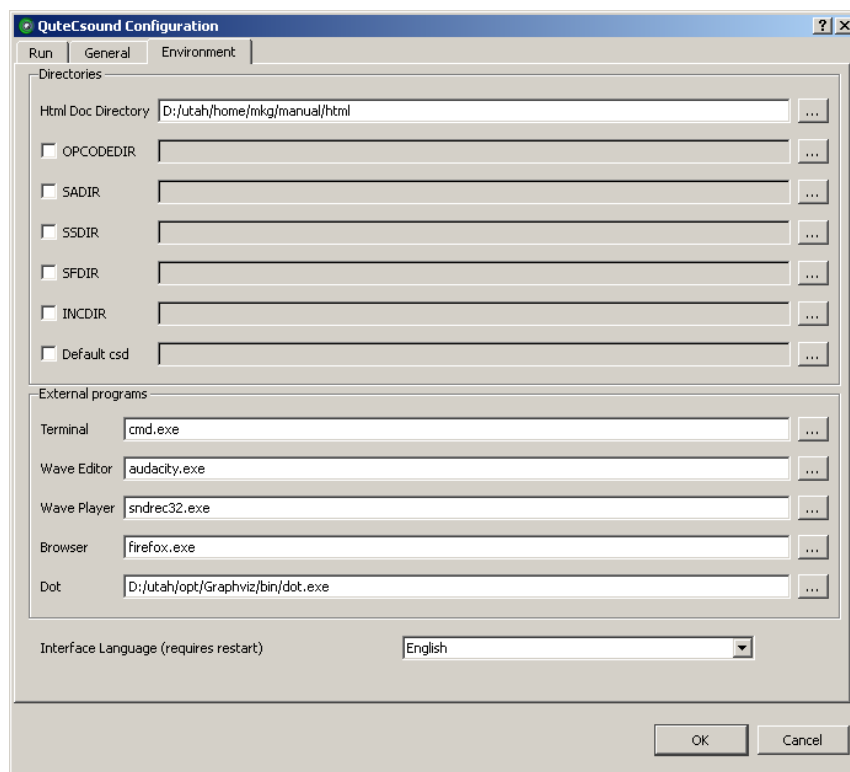 QuteCsound Configuration
Run General Environment
Directories
Html Doc Directory D:/utah/home/mkg/manual/html ...
OPCODEDIR ...
SADIR ...
SSDIR ...
SFDIR ...
INCDIR ...
Default csd ...
External programs
Terminal cmd.exe ...
Wave Editor audacity.exe ...
Wave Player sndrec32.exe ...
Browser firefox.exe ...
Dot D:/utah/opt/Graphviz/bin/dot.exe ...
Interface Language (requires restart) English
OK Cancel